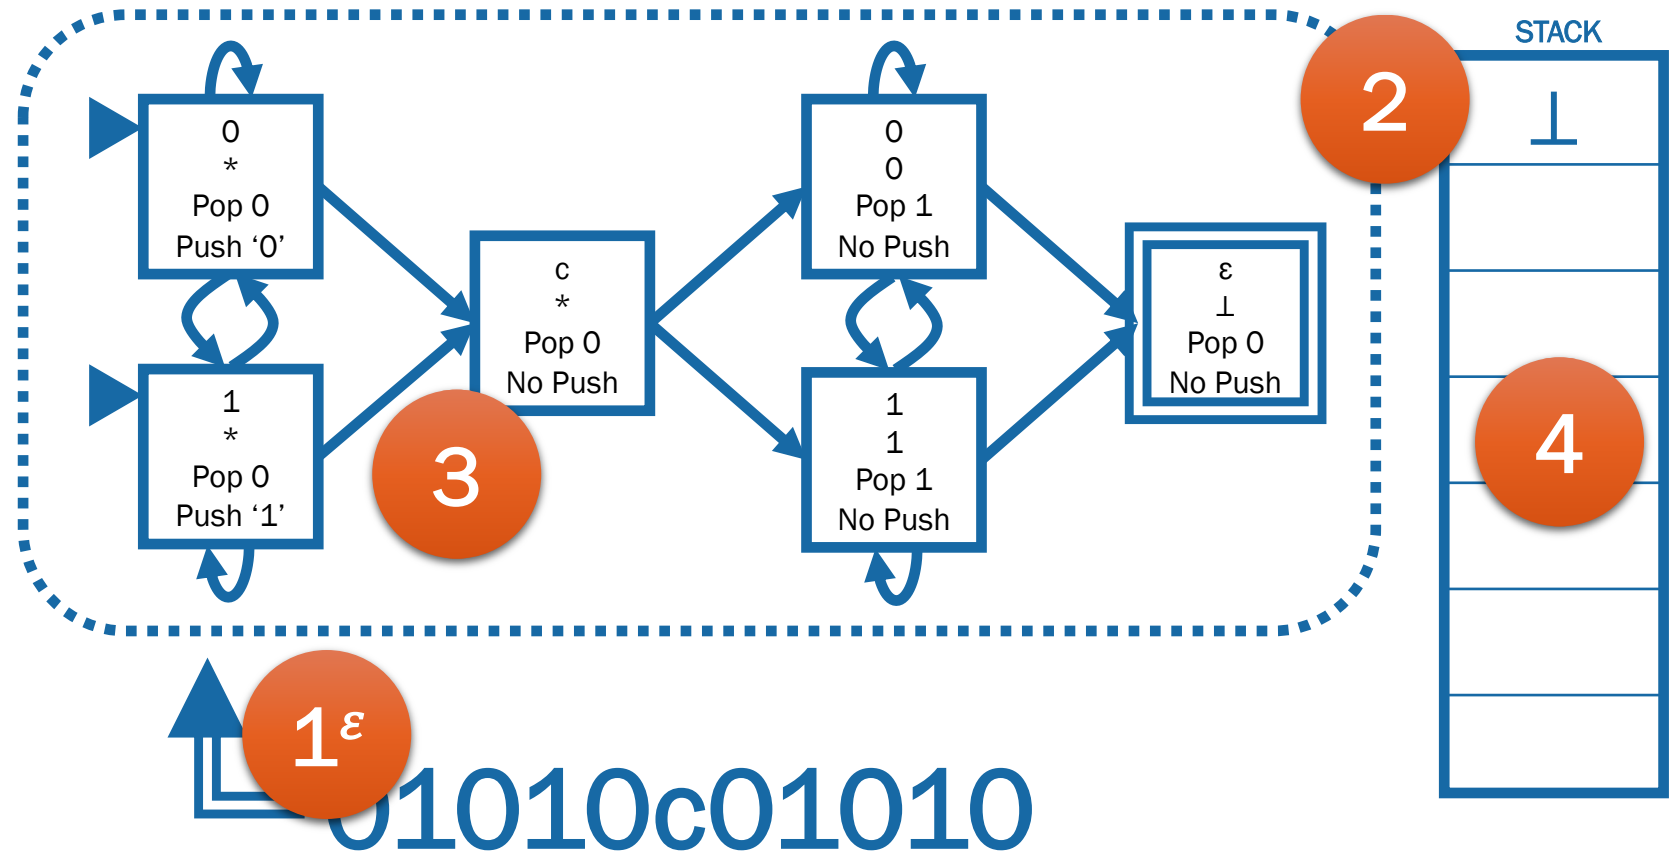 STACK
2
⊥
0
*
Pop 0
Push ‘0’
0
0
Pop 1
No Push
c
*
Pop 0
No Push
ε
⊥
Pop 0
No Push
1
*
Pop 0
Push ‘1’
1
1
Pop 1
No Push
3
4
1ε
01010c01010